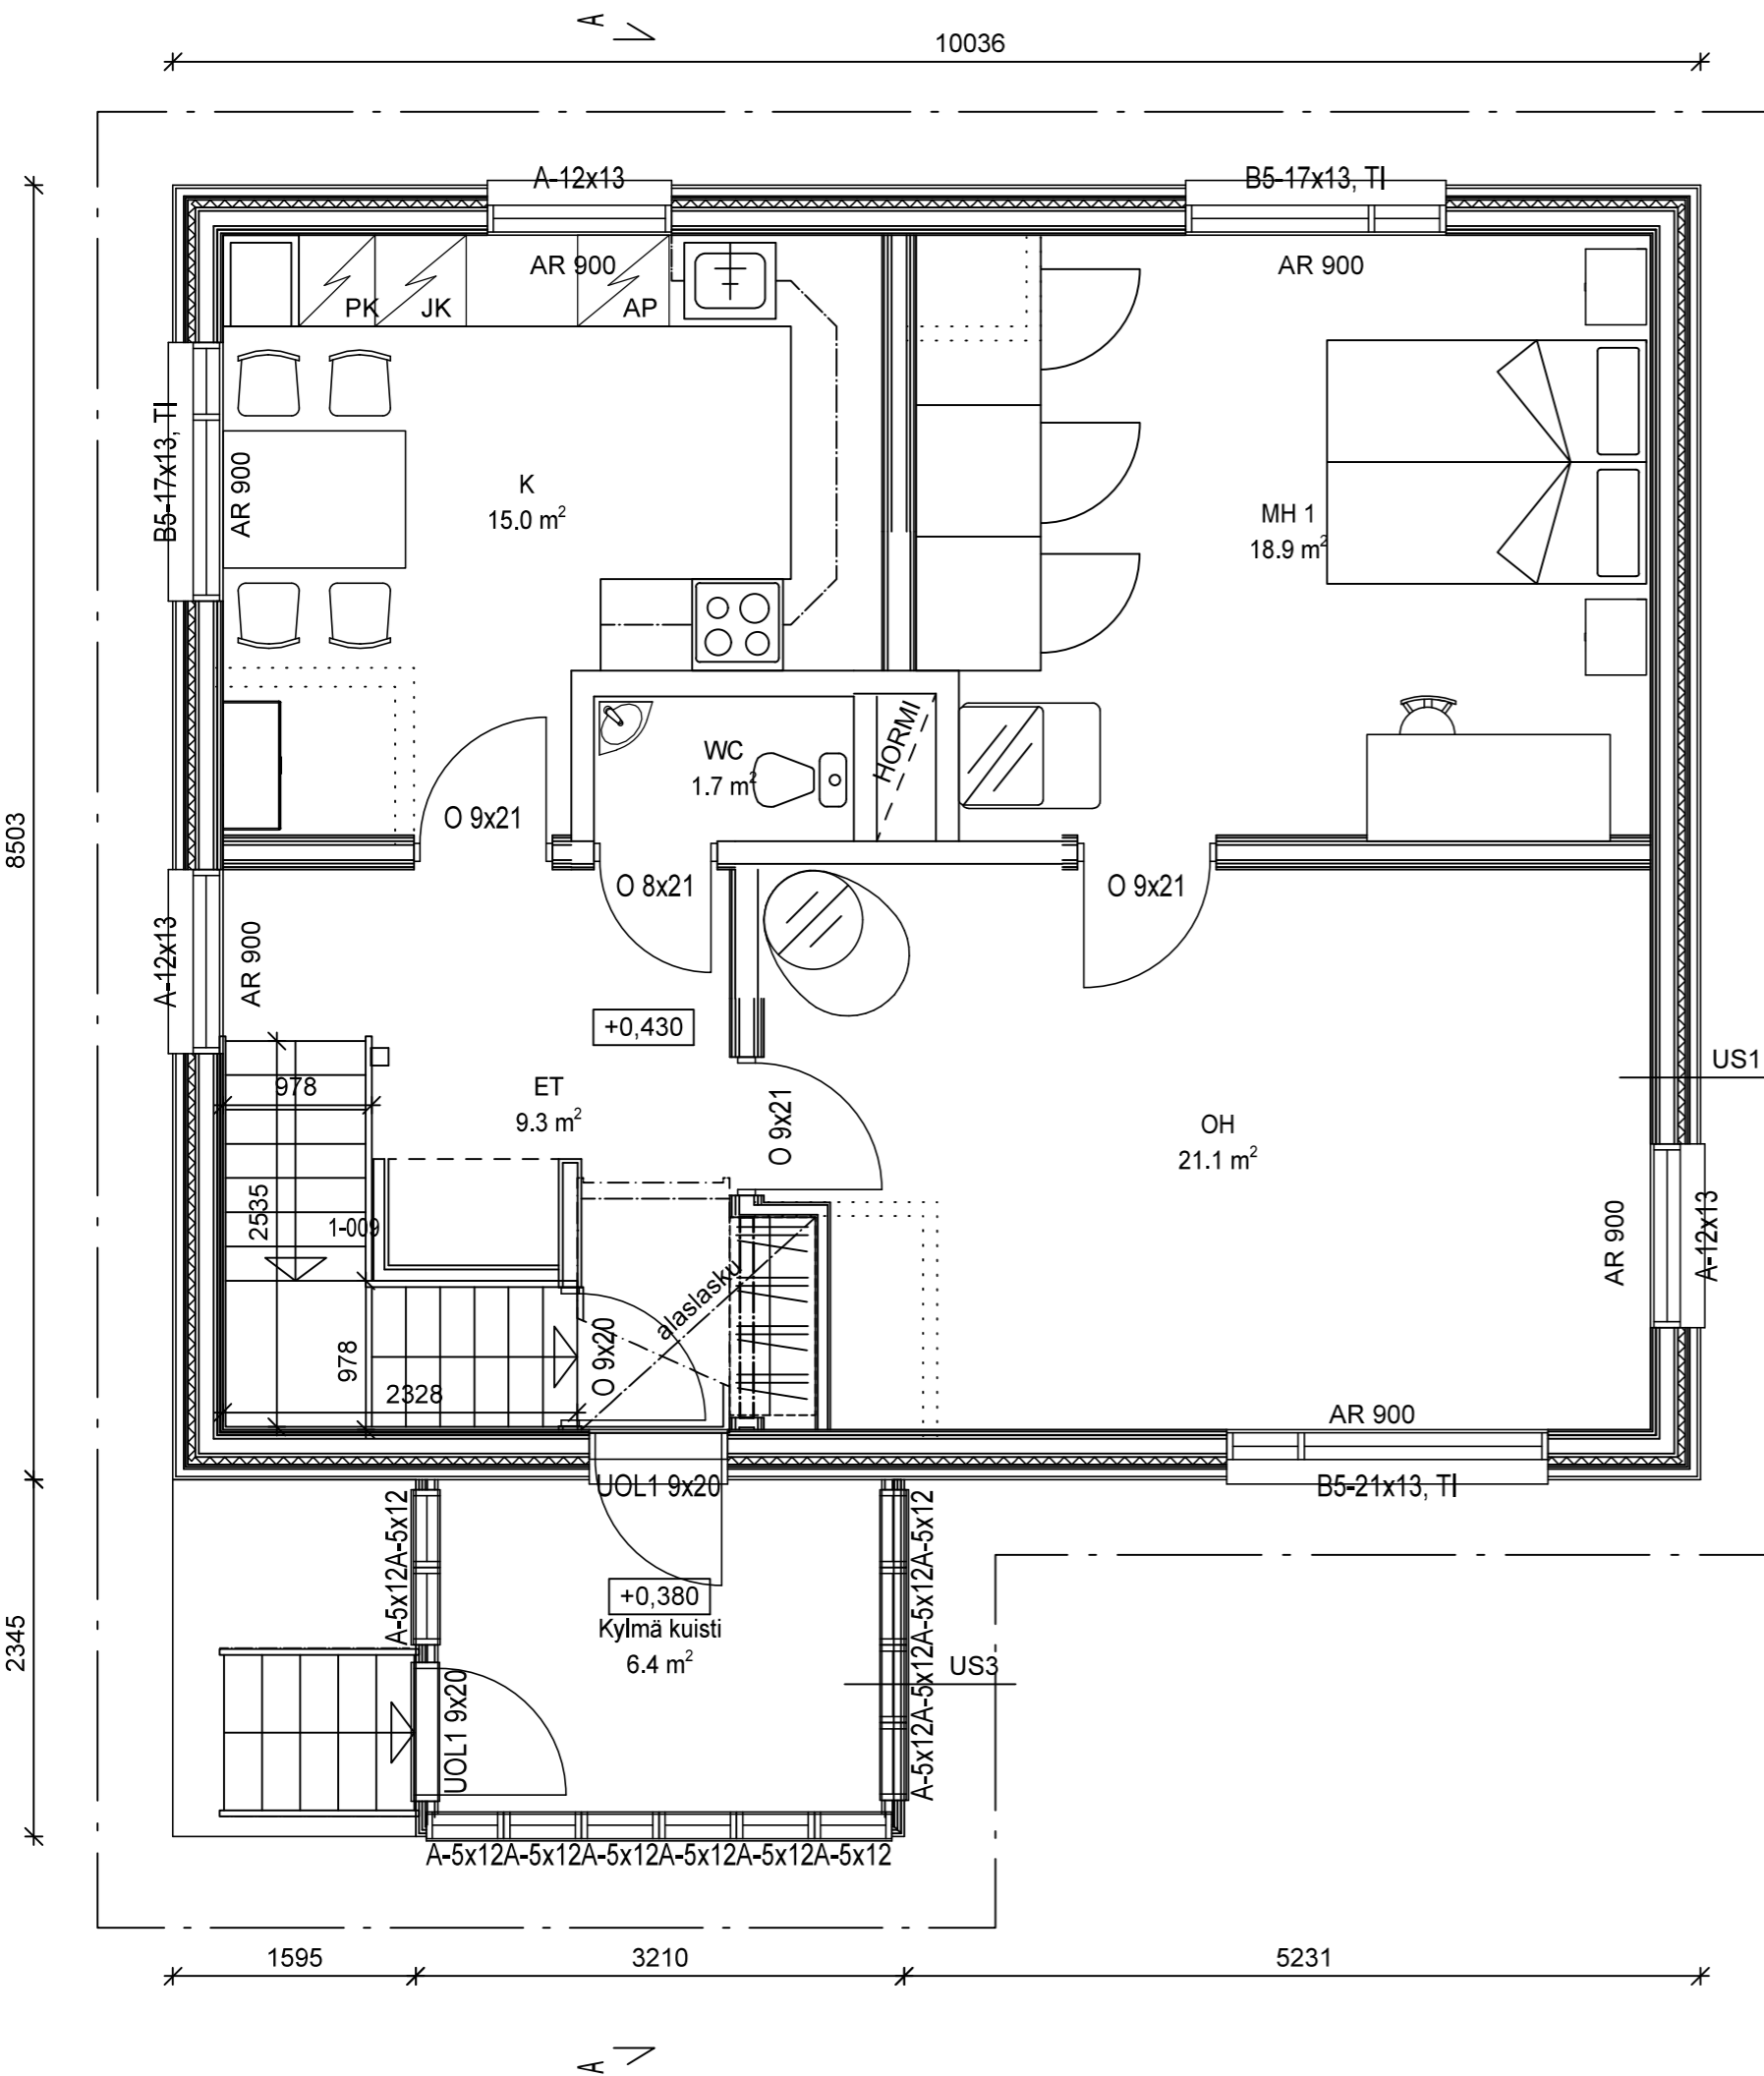 A
10036
A-12x13
B5-17x13, TI
AR 900
AR 900
PK
JK
AP
B5-17x13, TI
AR 900
K
15.0 m²
MH 1
18.9 m²
WC
1.7 m²
HORMI
O 9x21
8503
O 8x21
O 9x21
A-12x13
AR 900
+0,430
US1
978
ET
9.3 m²
O 9x21
OH
21.1 m²
2535
1-009
AR 900
A-12x13
alaslasku
978
O 9x20
2328
AR 900
UOL1 9x20
B5-21x13, TI
A-5x12A-5x12
A-5x12A-5x12A-5x12A-5x12
+0,380
Kylmä kuisti
6.4 m²
2345
US3
UOL1 9x20
A-5x12A-5x12A-5x12A-5x12A-5x12A-5x12
1595
3210
5231
A